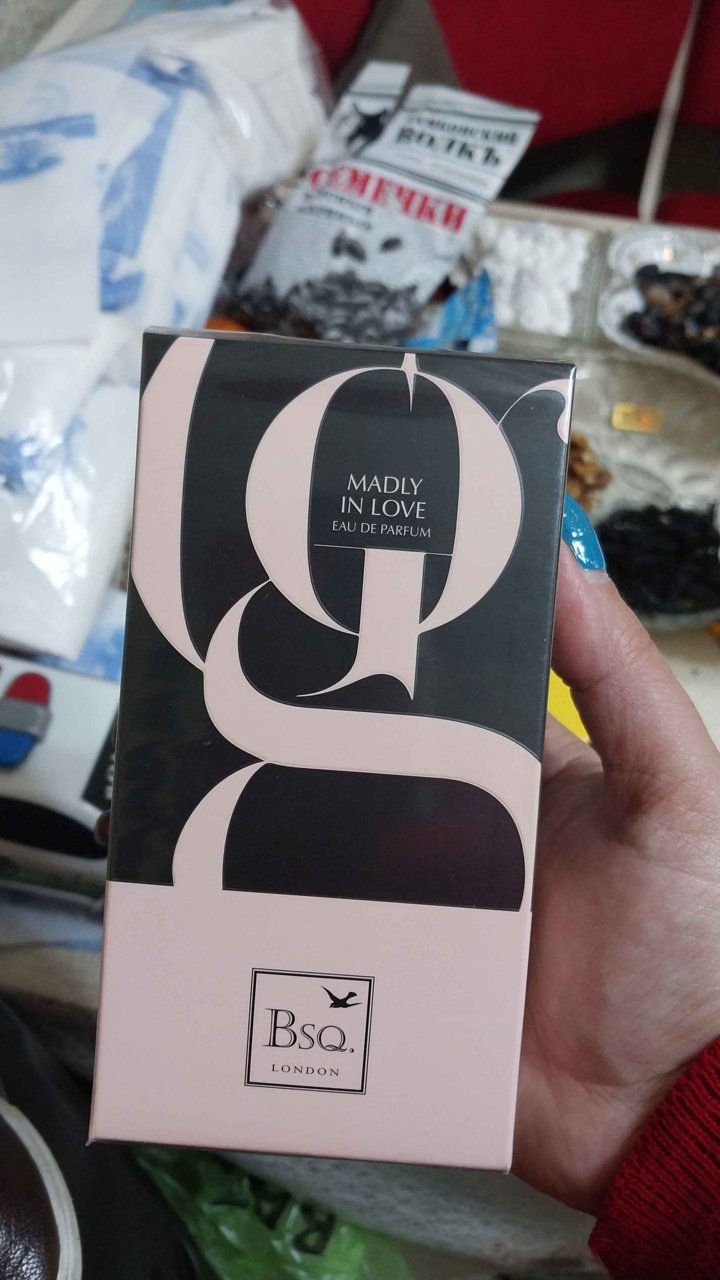 ВОЛКЪ
СЕМЕЧКИ
MADLY
IN LOVE
EAU DE PARFUM
BSQ.
LONDON